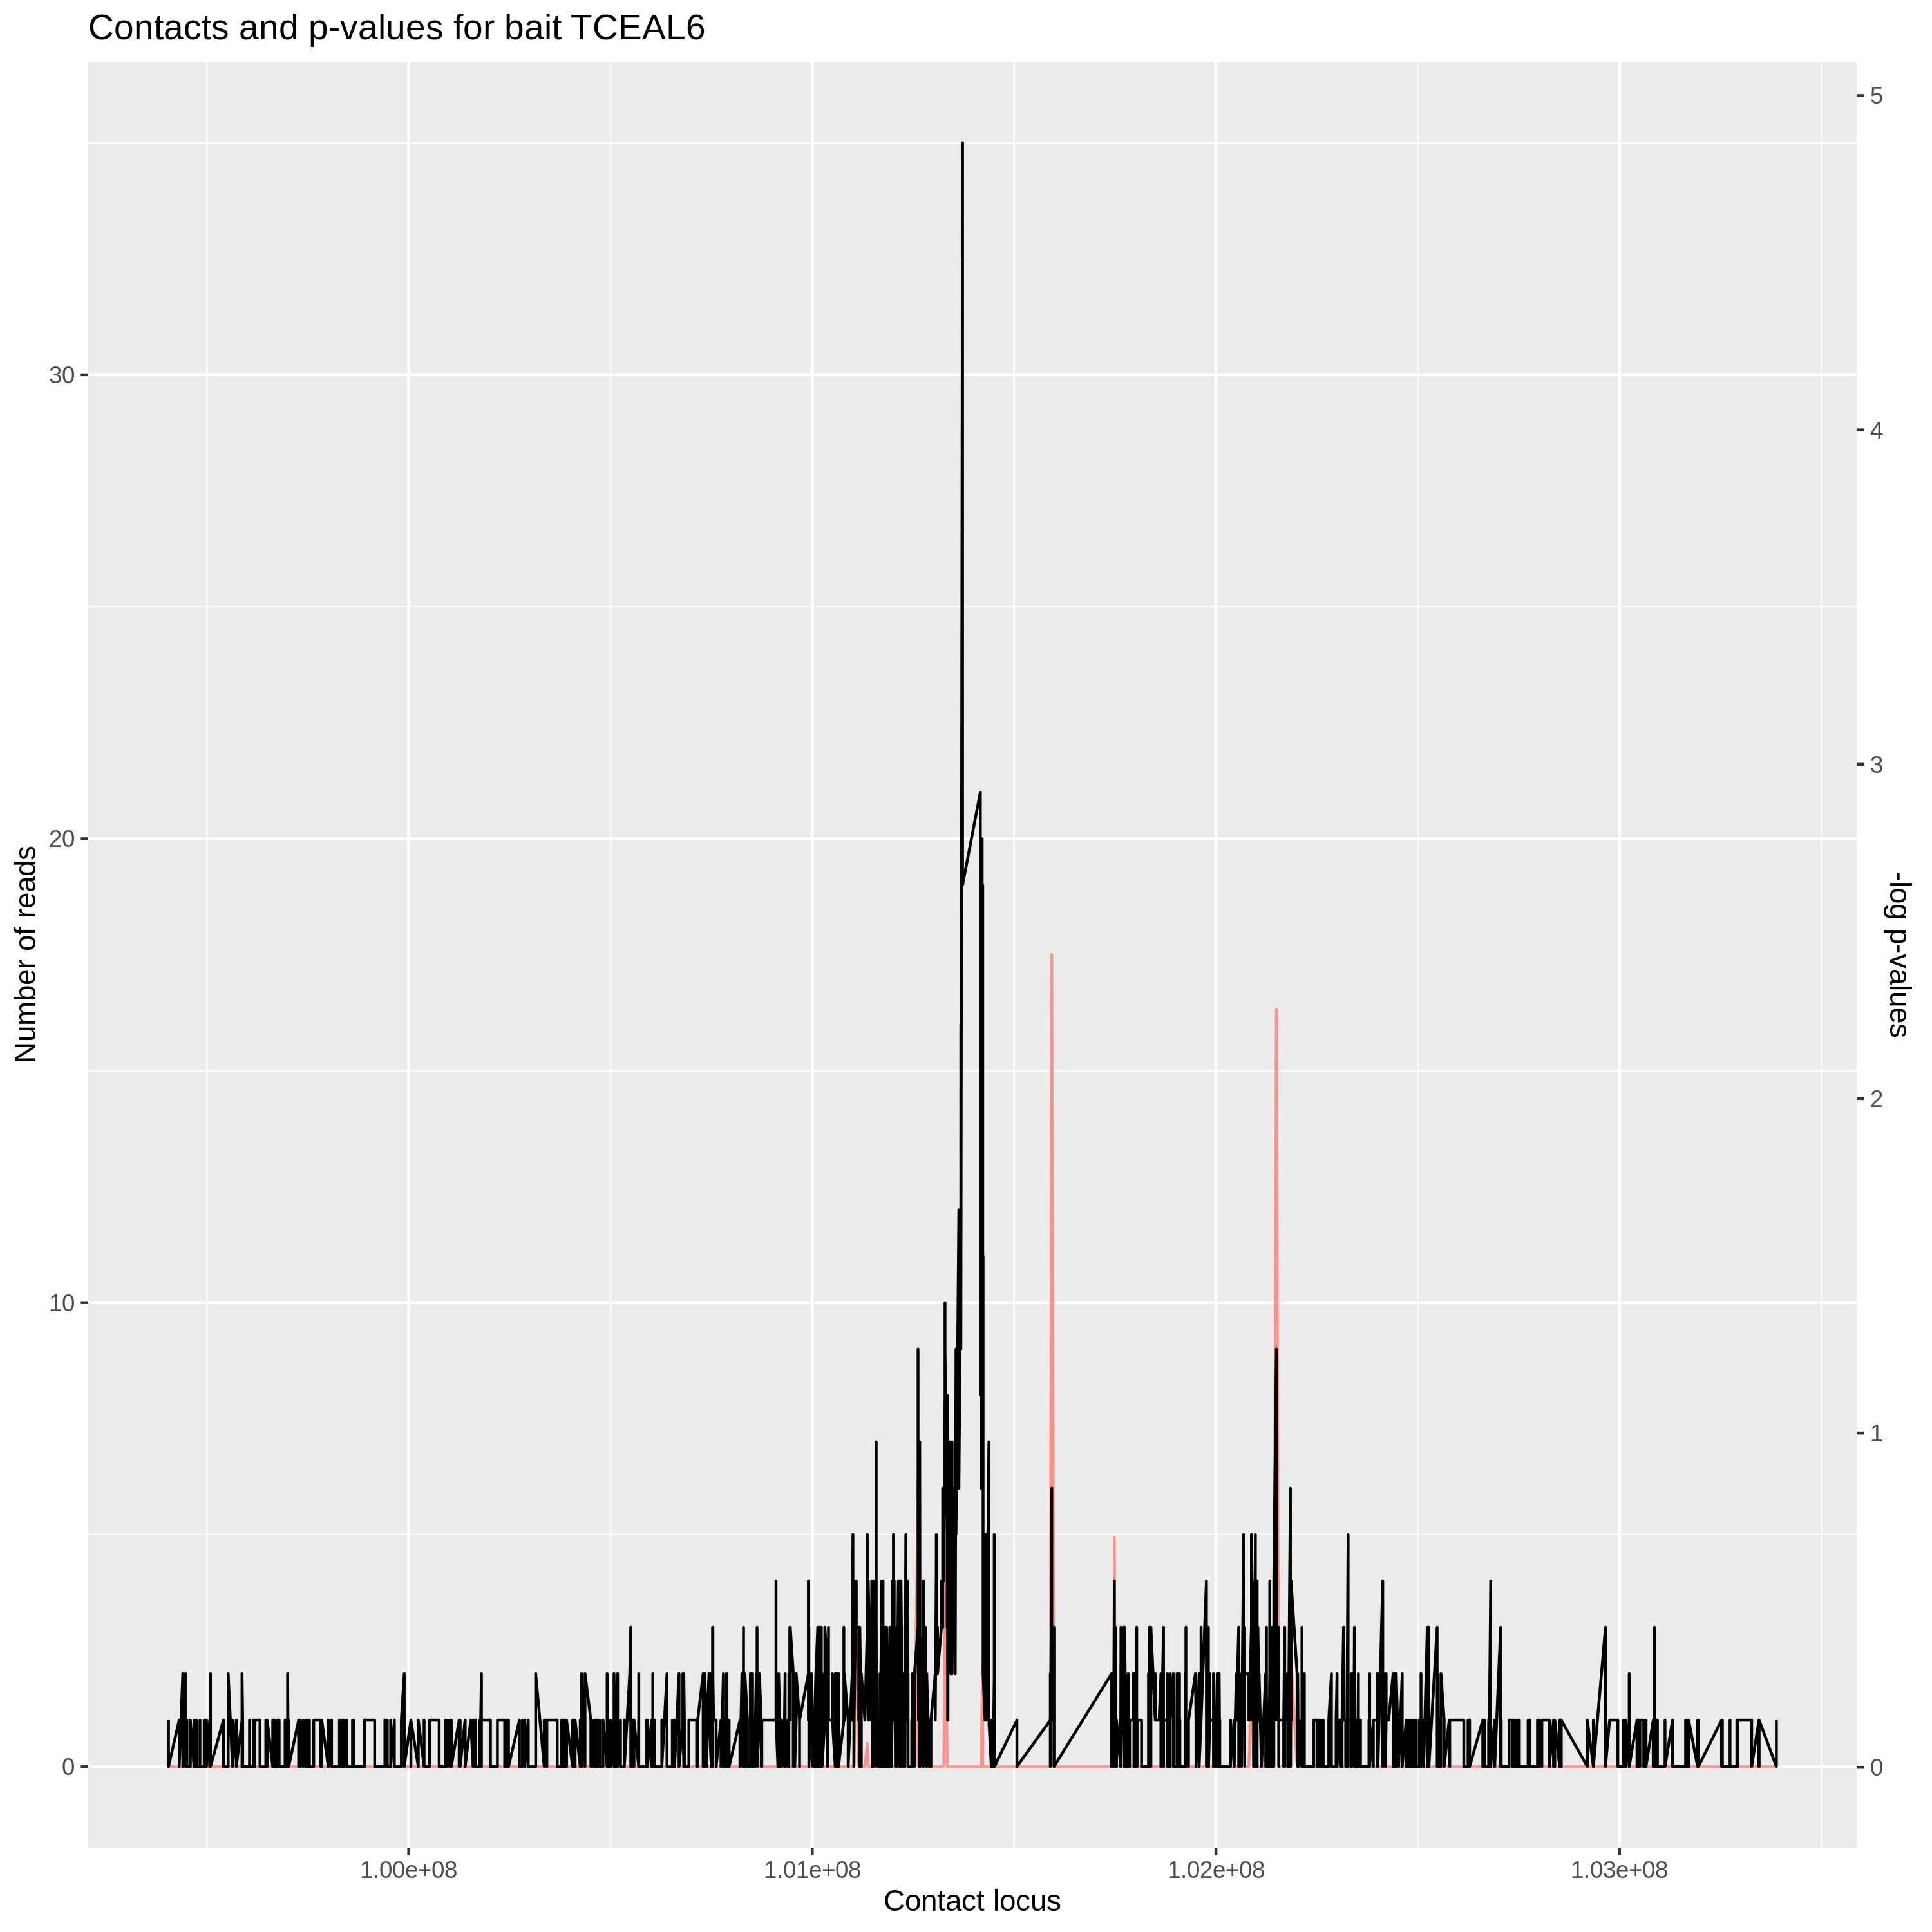 Contacts and p-values for bait TCEAL6
Number of reads
30
20
10
0
5
4
3
2
1
0
-log p-values
1.00e+08
1.01e+08
1.02e+08
1.03e+08
Contact locus